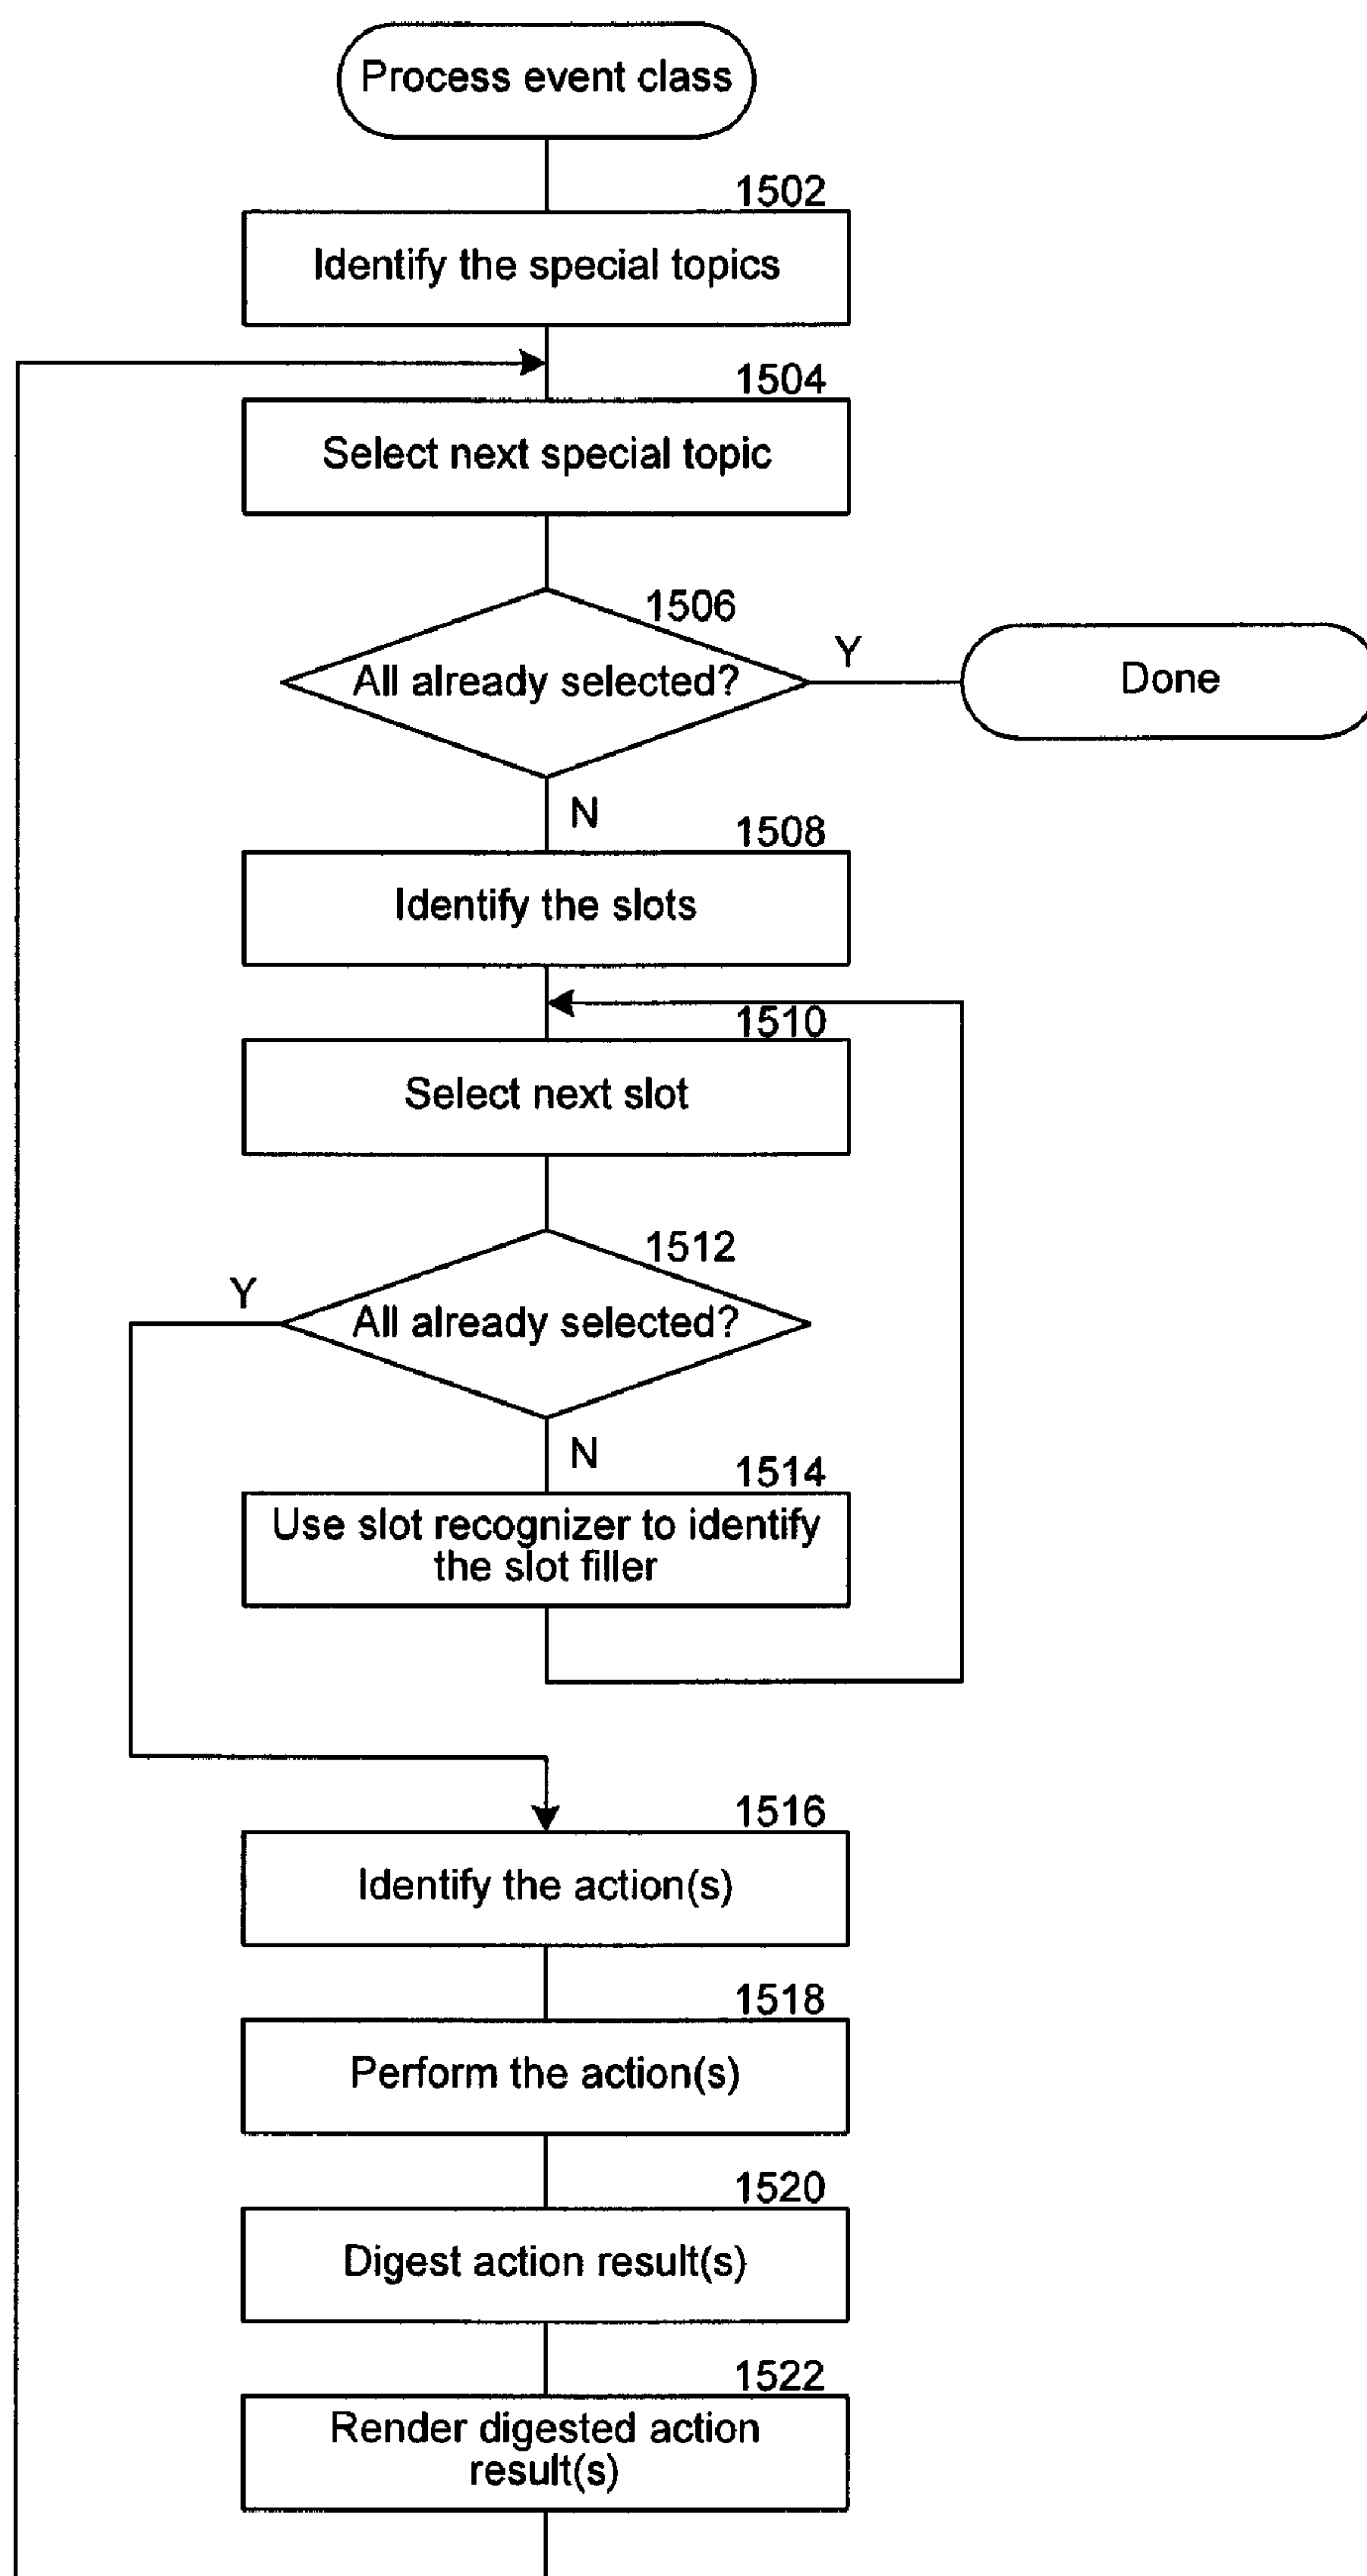 Process event class
1502
Identify the special topics
1504
Select next special topic
1506
All already selected?
Y
Done
N
1508
Identify the slots
1510
Select next slot
1512
Y
All already selected?
N
1514
Use slot recognizer to identify
the slot filler
1516
Identify the action(s)
1518
Perform the action(s)
1520
Digest action result(s)
1522
Render digested action
result(s)